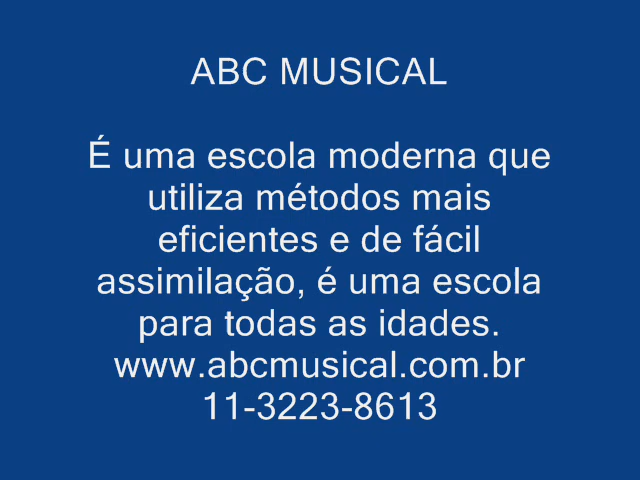 ABC MUSICAL
É uma escola moderna que
utiliza métodos mais
eficientes e de fácil
assimilação, é uma escola
para todas as idades.
www.abcmusical.com.br
11-3223-8613